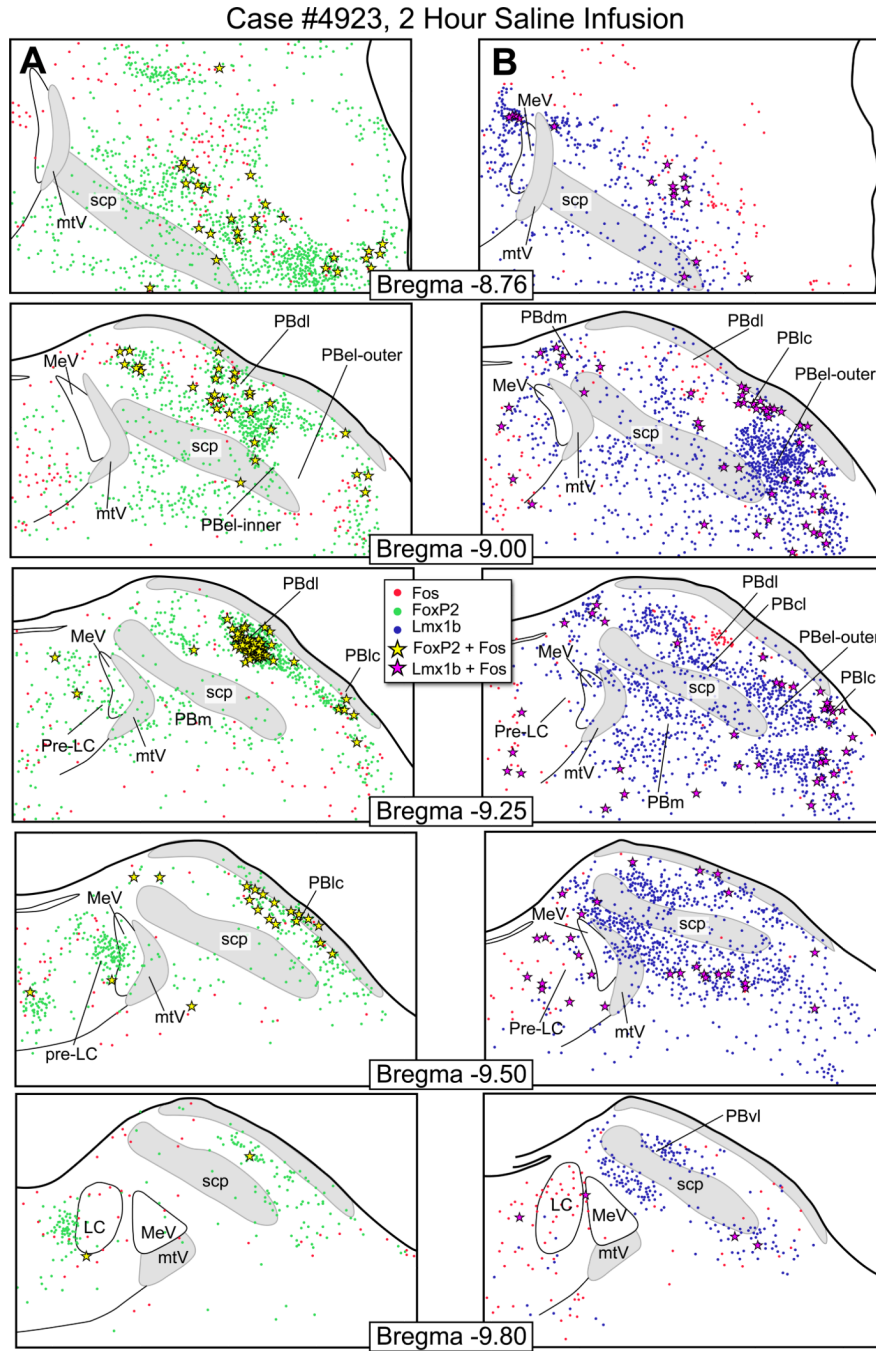 Case #4923, 2 Hour Saline Infusion
A
scp
mtV
B
MeV
scp
mtV
Bregma -8.76
MeV
PBdl
PBel-outer
scp
mtV
PBel-inner
PBdm
PBdl
PBlc
MeV
PBel-outer
scp
mtV
Bregma -9.00
PBdl
MeV
PBlc
scp
Pre-LC
PBm
mtV
Fos
FoxP2
Lmx1b
FoxP2 + Fos
Lmx1b + Fos
PBdl
PBcl
PBel-outer
MeV
PBlc
scp
Pre-LC
mtV
PBm
Bregma -9.25
MeV
PBlc
scp
mtV
pre-LC
MeV
scp
Pre-LC
mtV
Bregma -9.50
scp
LC
MeV
mtV
PBvl
scp
LC
MeV
mtV
Bregma -9.80